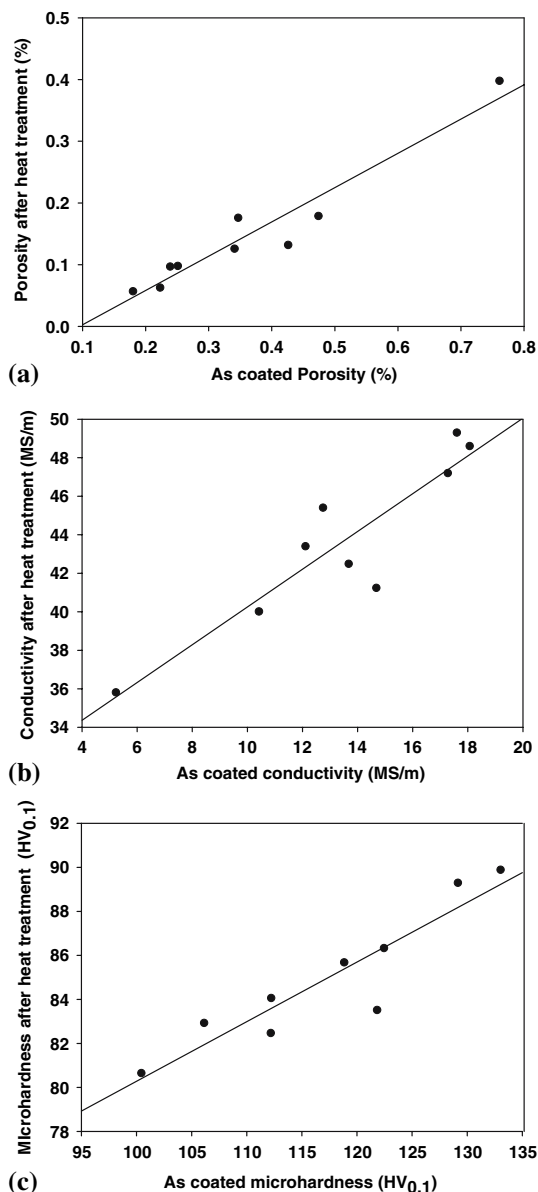 0.5
0.4
0.3
0.2
0.1
0.0
Porosity after heat treatment (%)
0.1 0.2 0.3 0.4 0.5 0.6 0.7 0.8
As coated Porosity (%)
(a)
50
48
46
44
42
40
38
36
34
Conductivity after heat treatment (MS/m)
4 6 8 10 12 14 16 18 20
As coated conductivity (MS/m)
(b)
92
90
88
86
84
82
80
78
MIcrohardness after heat treatment (HV0.1)
95 100 105 110 115 120 125 130 135
As coated microhardness (HV0.1)
(c)